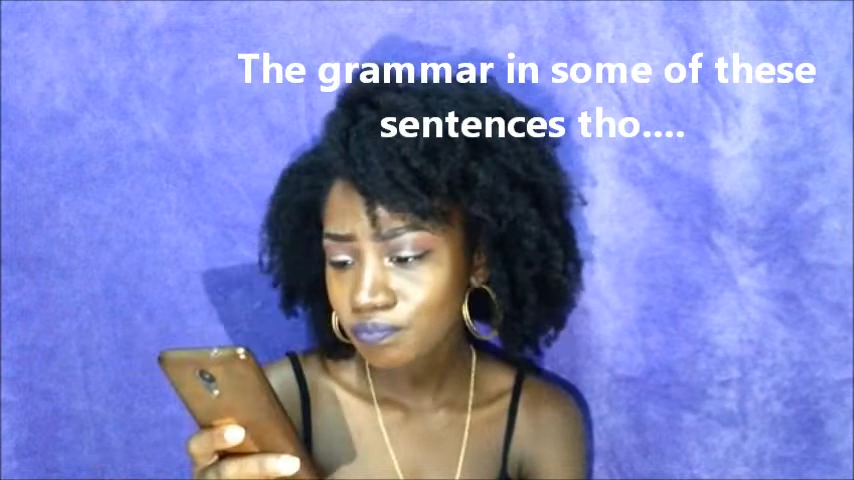 The grammar in some of these
sentences tho....